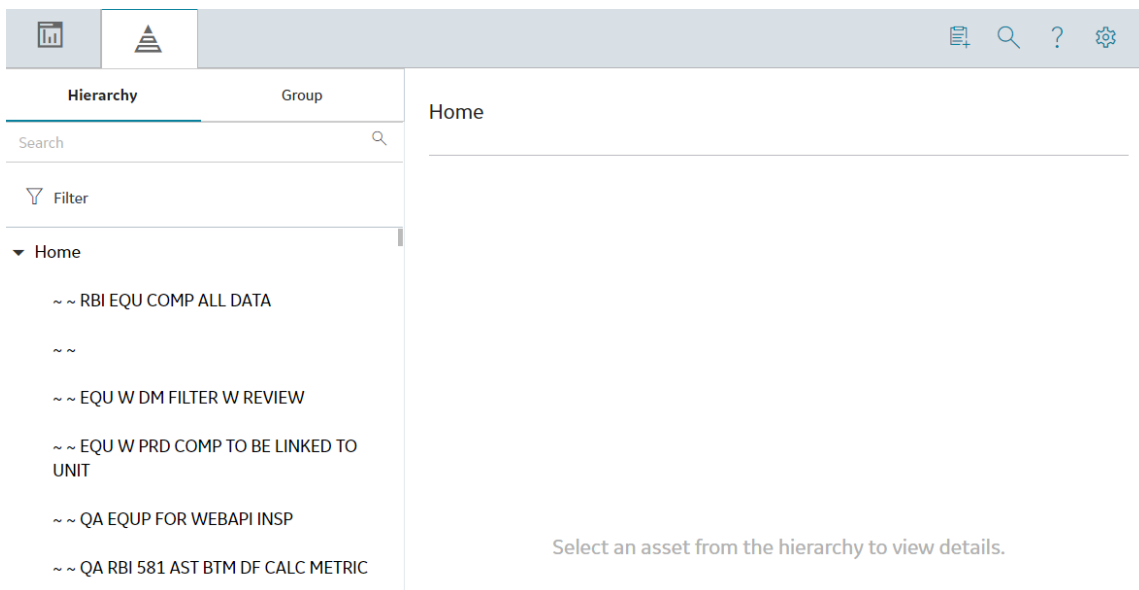 Hierarchy
Group
Search
Filter
Home
~ ~ RBI EQU COMP ALL DATA
~ ~
~ ~ EQU W DM FILTER W REVIEW
~ ~ EQU W PRD COMP TO BE LINKED TO
UNIT
~ ~ QA EQUP FOR WEBAPI INSP
~ ~ QA RBI 581 AST BTM DF CALC METRIC
Home
Select an asset from the hierarchy to view details.